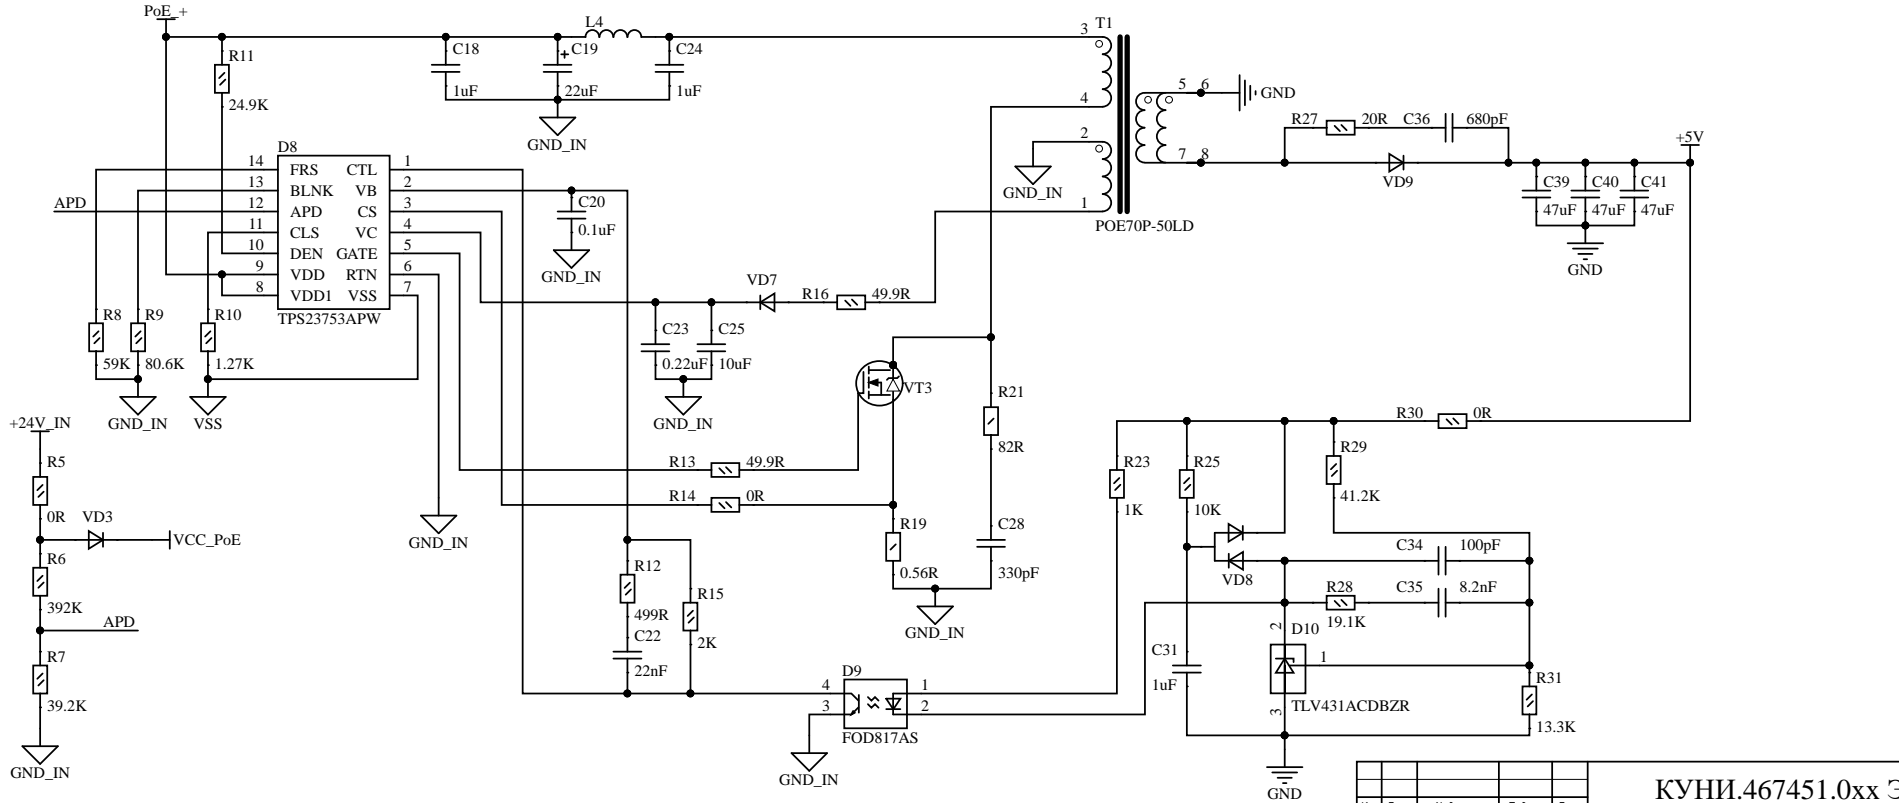 PoE_+
R11
24.9K
C18
1uF
C19
+
22uF
L4
C24
1uF
GND_IN
T1
3
4
2
1
5
6
7
8
POE70P-50LD
GND
GND_IN
R27
20R
C36
680pF
VD9
+5V
C39
47uF
C40
47uF
C41
47uF
GND
D8
14
FRS
CTL
1
13
BLNK
VB
2
APD
12
APD
CS
3
11
CLS
VC
4
10
DEN
GATE
5
9
VDD
RTN
6
8
VDD1
VSS
7
TPS23753APW
C20
0.1uF
GND_IN
VD7
R16
49.9R
R8
59K
R9
80.6K
R10
1.27K
GND_IN
VSS
C23
0.22uF
C25
10uF
GND_IN
VT3
R21
82R
R13
49.9R
R14
0R
R19
0.56R
C28
330pF
GND_IN
GND_IN
+24V_IN
R5
0R
VD3
VCC_PoE
R6
392K
APD
R7
39.2K
GND_IN
R12
499R
C22
22nF
R15
2K
D9
4
3
1
2
FOD817AS
GND_IN
R30
0R
R23
1K
R25
10K
R29
41.2K
VD8
C34
100pF
R28
19.1K
C35
8.2nF
C31
1uF
2
D10
1
3
TLV431ACDBZR
R31
13.3K
GND
КУНИ.467451.0xx